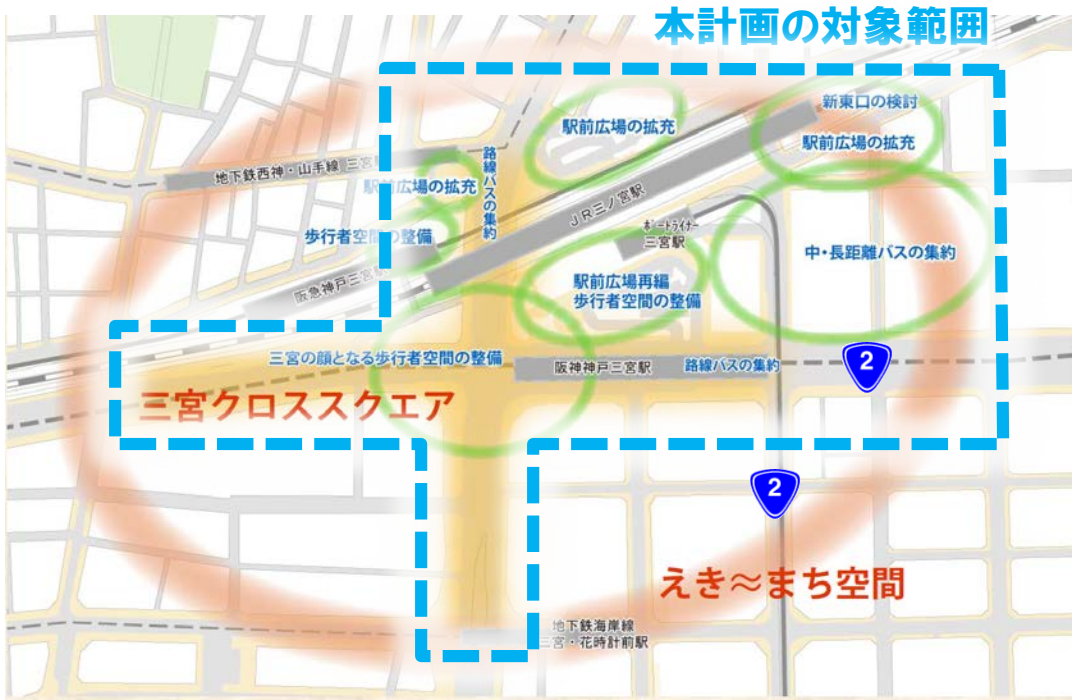 本計画の対象範囲
新東口の検討
駅前広場の拡充
駅前広場の拡充
地下鉄西神・山手線 三宮駅
駅前広場の拡充
路線バスの集約
JR三ノ宮駅
歩行者空間の整備
ポートライナー
三宮駅
中・長距離バスの集約
阪急神戸三宮駅
駅前広場再編
歩行者空間の整備
三宮の顔となる歩行者空間の整備
阪神神戸三宮駅
路線バスの集約
2
三宮クロススクエア
2
えき≈まち空間
地下鉄海岸線
三宮・花時計前駅